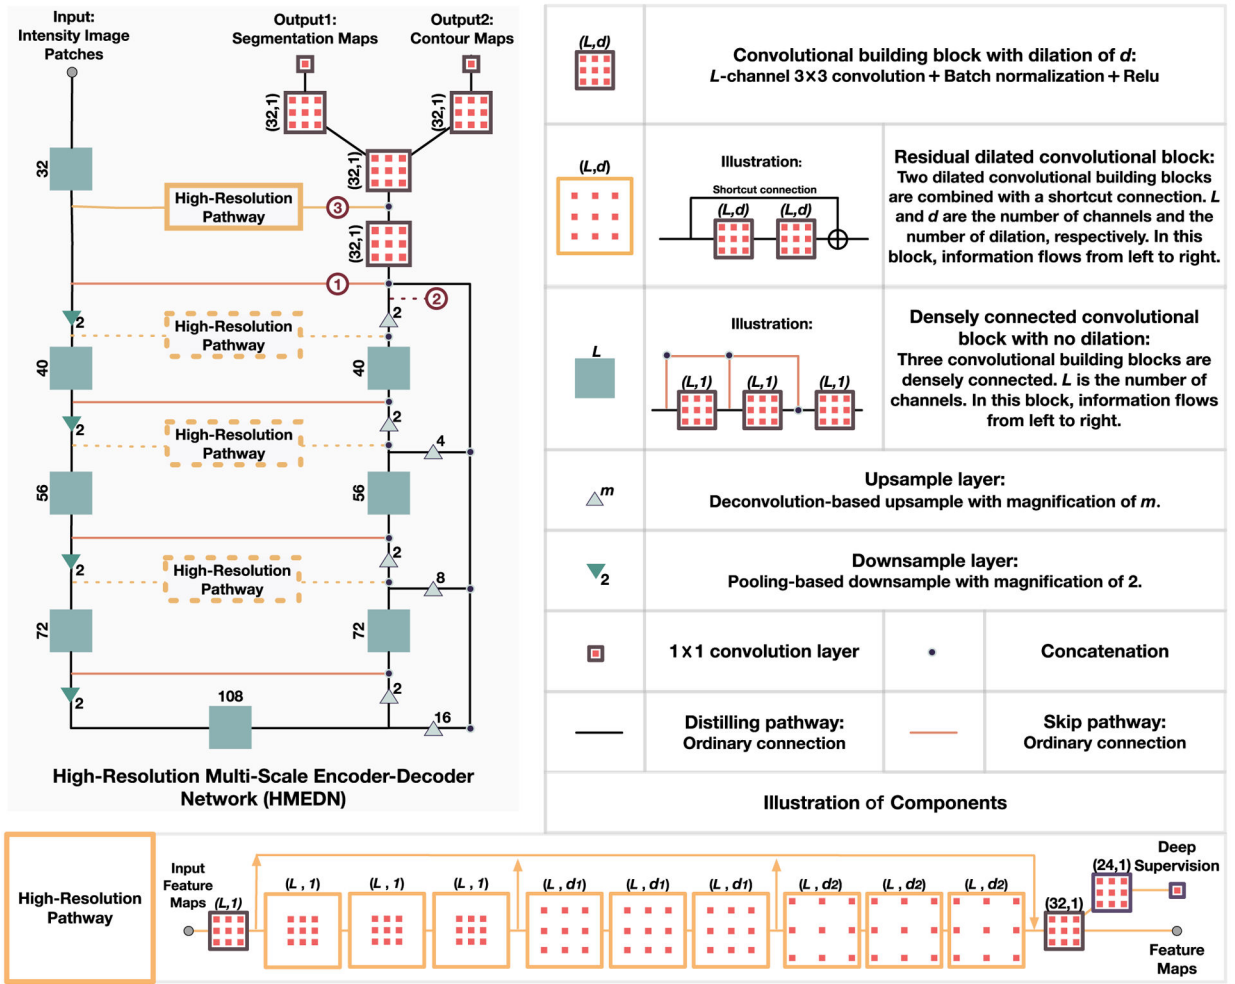 Input:
Intensity Image
Patches
Output1:
Segmentation Maps
Output2:
Contour Maps
(32,1)
(32,1)
(32,1)
32
High-Resolution
Pathway
3
(32,1)
1
2
2
2
High-Resolution
Pathway
40
40
2
2
High-Resolution
Pathway
4
56
56
2
2
High-Resolution
Pathway
8
72
72
2
2
108
16
High-Resolution Multi-Scale Encoder-Decoder
Network (HMEDN)
(L,d)
Convolutional building block with dilation of d:
L-channel 3×3 convolution + Batch normalization + Relu
(L,d)
Illustration:
Shortcut connection
(L,d) (L,d)
Residual dilated convolutional block:
Two dilated convolutional building blocks
are combined with a shortcut connection. L
and d are the number of channels and the
number of dilation, respectively. In this
block, information flows from left to right.
L
Illustration:
(L,1) (L,1) (L,1)
Densely connected convolutional
block with no dilation:
Three convolutional building blocks are
densely connected. L is the number of
channels. In this block, information flows
from left to right.
m
Upsample layer:
Deconvolution-based upsample with magnification of m.
2
Downsample layer:
Pooling-based downsample with magnification of 2.
1×1 convolution layer
Concatenation
Distilling pathway:
Ordinary connection
Skip pathway:
Ordinary connection
Illustration of Components
High-Resolution
Pathway
Input
Feature
Maps
(L,1)
(L , 1) (L , 1) (L , 1) (L , d1) (L , d1) (L , d1) (L , d2) (L , d2) (L , d2)
(32,1)
(24,1)
Deep
Supervision
Feature
Maps